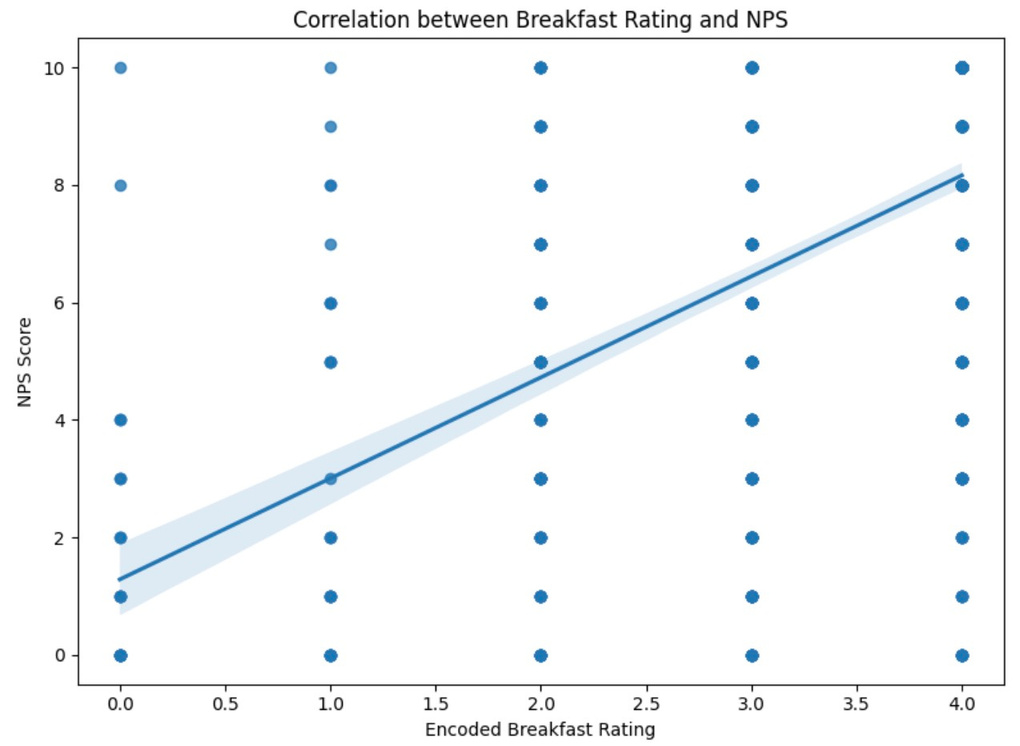 Correlation between Breakfast Rating and NPS
10
8
6
4
2
0
NPS Score
0.0 0.5 1.0 1.5 2.0 2.5 3.0 3.5 4.0
Encoded Breakfast Rating